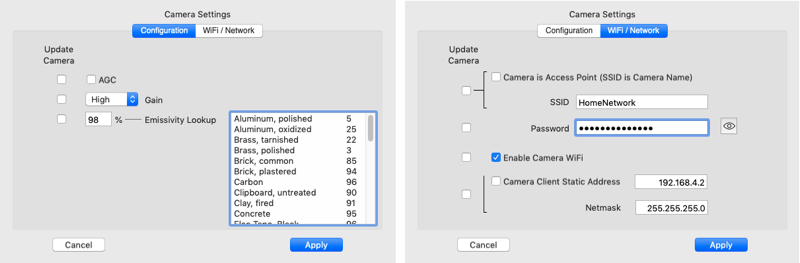 Camera Settings
Configuration WiFi / Network
Update
Camera
AGC
High Gain
98 % Emissivity Lookup
Aluminum, polished 5
Aluminum, oxidized 25
Brass, tarnished 22
Brass, polished 3
Brick, common 85
Brick, plastered 94
Carbon 96
Clipboard, untreated 90
Clay, fired 91
Concrete 95
Cancel Apply
Camera Settings
Configuration WiFi / Network
Update
Camera
Camera is Access Point (SSID is Camera Name)
SSID HomeNetwork
Password ••••••••••••••
Enable Camera WiFi
Camera Client Static Address 192.168.4.2
Netmask 255.255.255.0
Cancel Apply